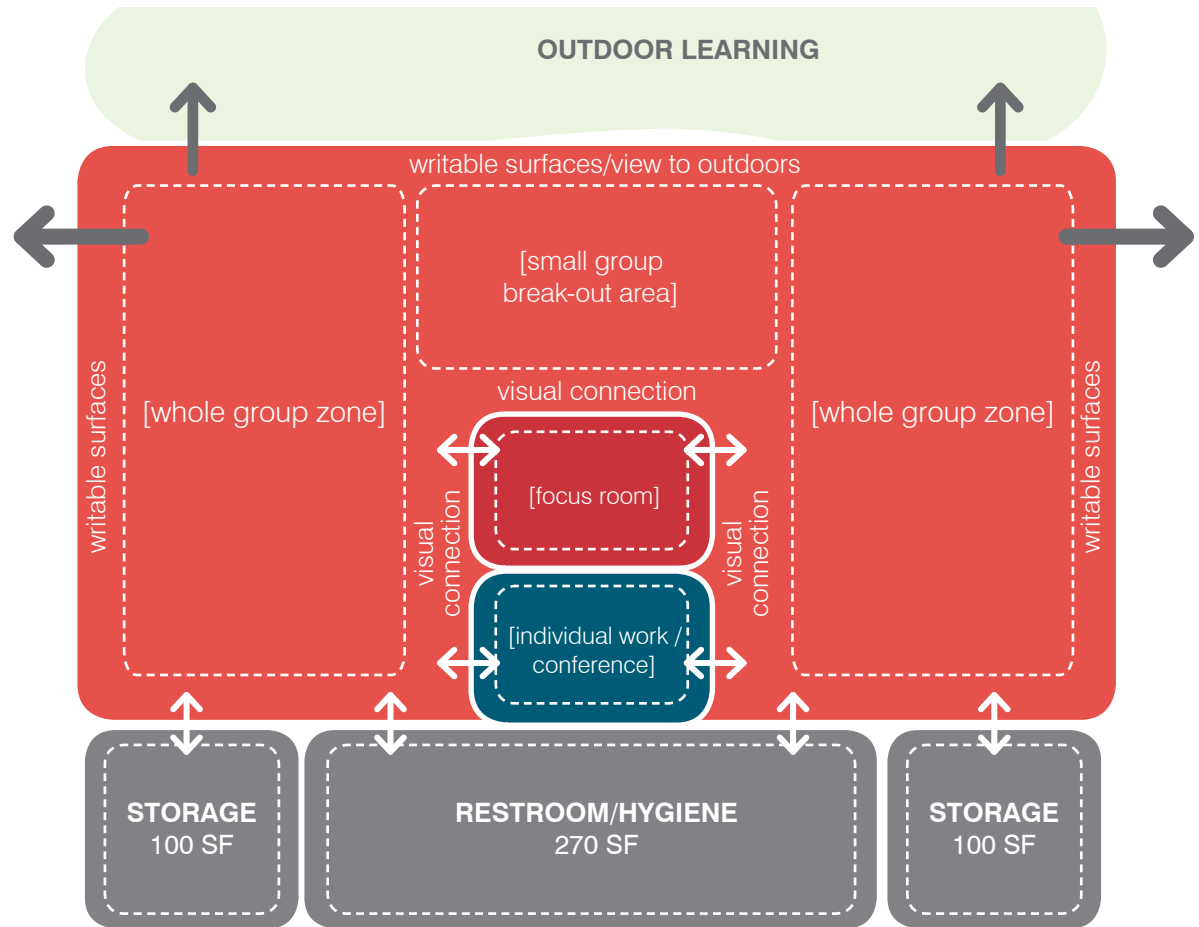 OUTDOOR LEARNING
writable surfaces/view to outdoors
[small group
break-out area]
writable surfaces
[whole group zone]
visual connection
[whole group zone]
writable surfaces
[focus room]
visual
connection
visual
connection
[individual work /
conference]
STORAGE
100 SF
RESTROOM/HYGIENE
270 SF
STORAGE
100 SF